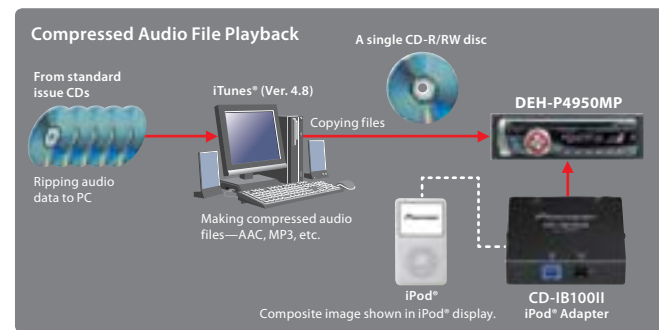 Compressed Audio File Playback
A single CD-R/RW disc
From standard
issue CDs
iTunes® (Ver. 4.8)
DEH-P4950MP
Copying files
Ripping audio
data to PC
Making compressed audio
files—AAC, MP3, etc.
iPod®
Composite image shown in iPod® display.
CD-IB100II
iPod® Adapter